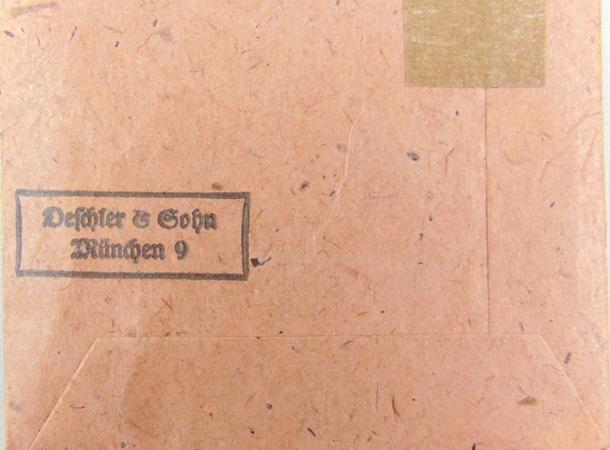 Deschler & Sohn
München 9